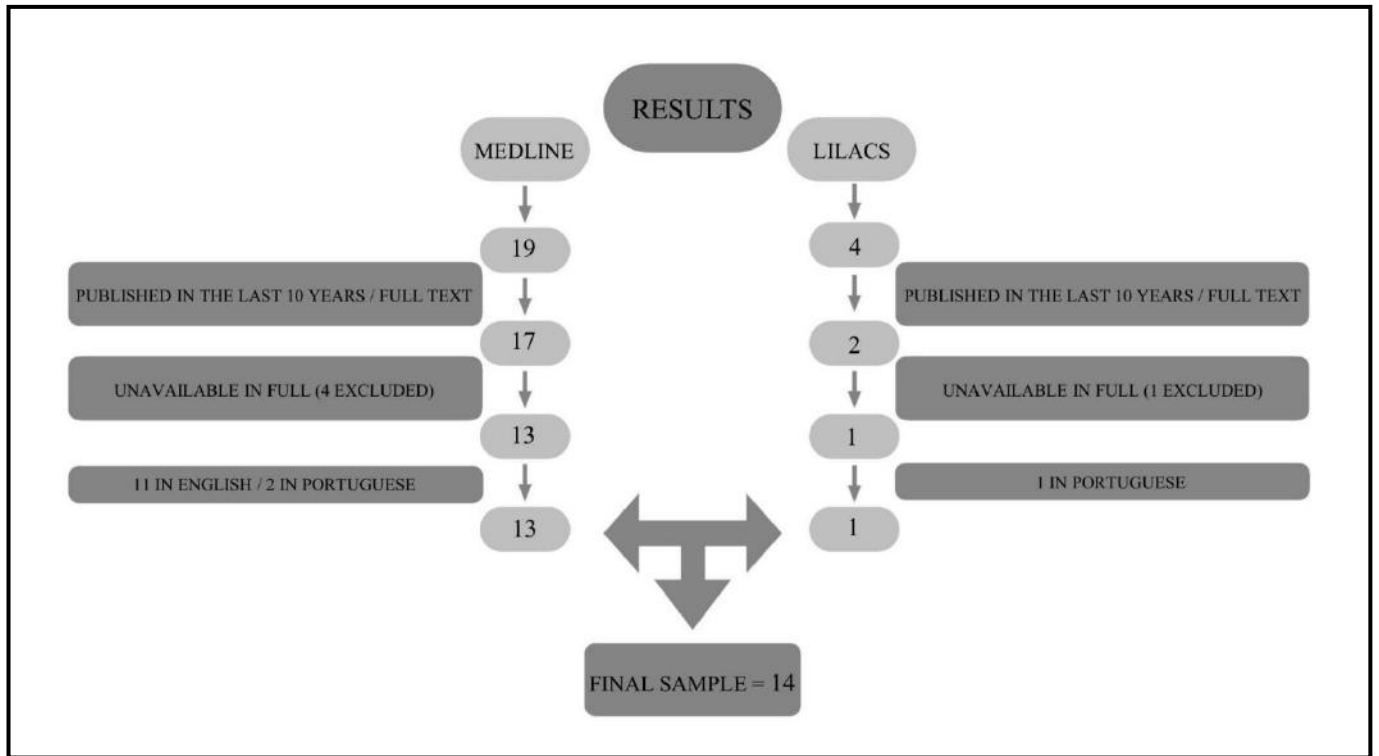 RESULTS
MEDLINE
LILACS
19
4
PUBLISHED IN THE LAST 10 YEARS / FULL TEXT
PUBLISHED IN THE LAST 10 YEARS / FULL TEXT
17
2
UNAVAILABLE IN FULL (4 EXCLUDED)
UNAVAILABLE IN FULL (1 EXCLUDED)
13
1
11 IN ENGLISH / 2 IN PORTUGUESE
1 IN PORTUGUESE
13
1
FINAL SAMPLE = 14